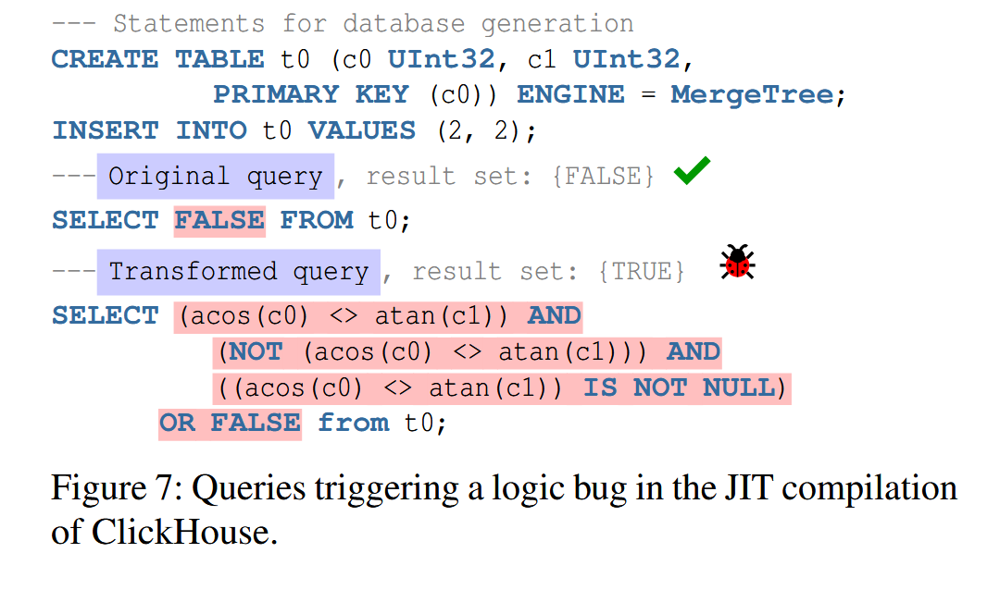 --- Statements for database generation
CREATE TABLE t0 (c0 UInt32, c1 UInt32,
PRIMARY KEY (c0)) ENGINE = MergeTree;
INSERT INTO t0 VALUES (2, 2);
--- Original query, result set: {FALSE}
SELECT FALSE FROM t0;
--- Transformed query, result set: {TRUE}
SELECT (acos(c0) <> atan(c1)) AND
(NOT (acos(c0) <> atan(c1))) AND
((acos(c0) <> atan(c1)) IS NOT NULL)
OR FALSE from t0;
Figure 7: Queries triggering a logic bug in the JIT compilation
of ClickHouse.